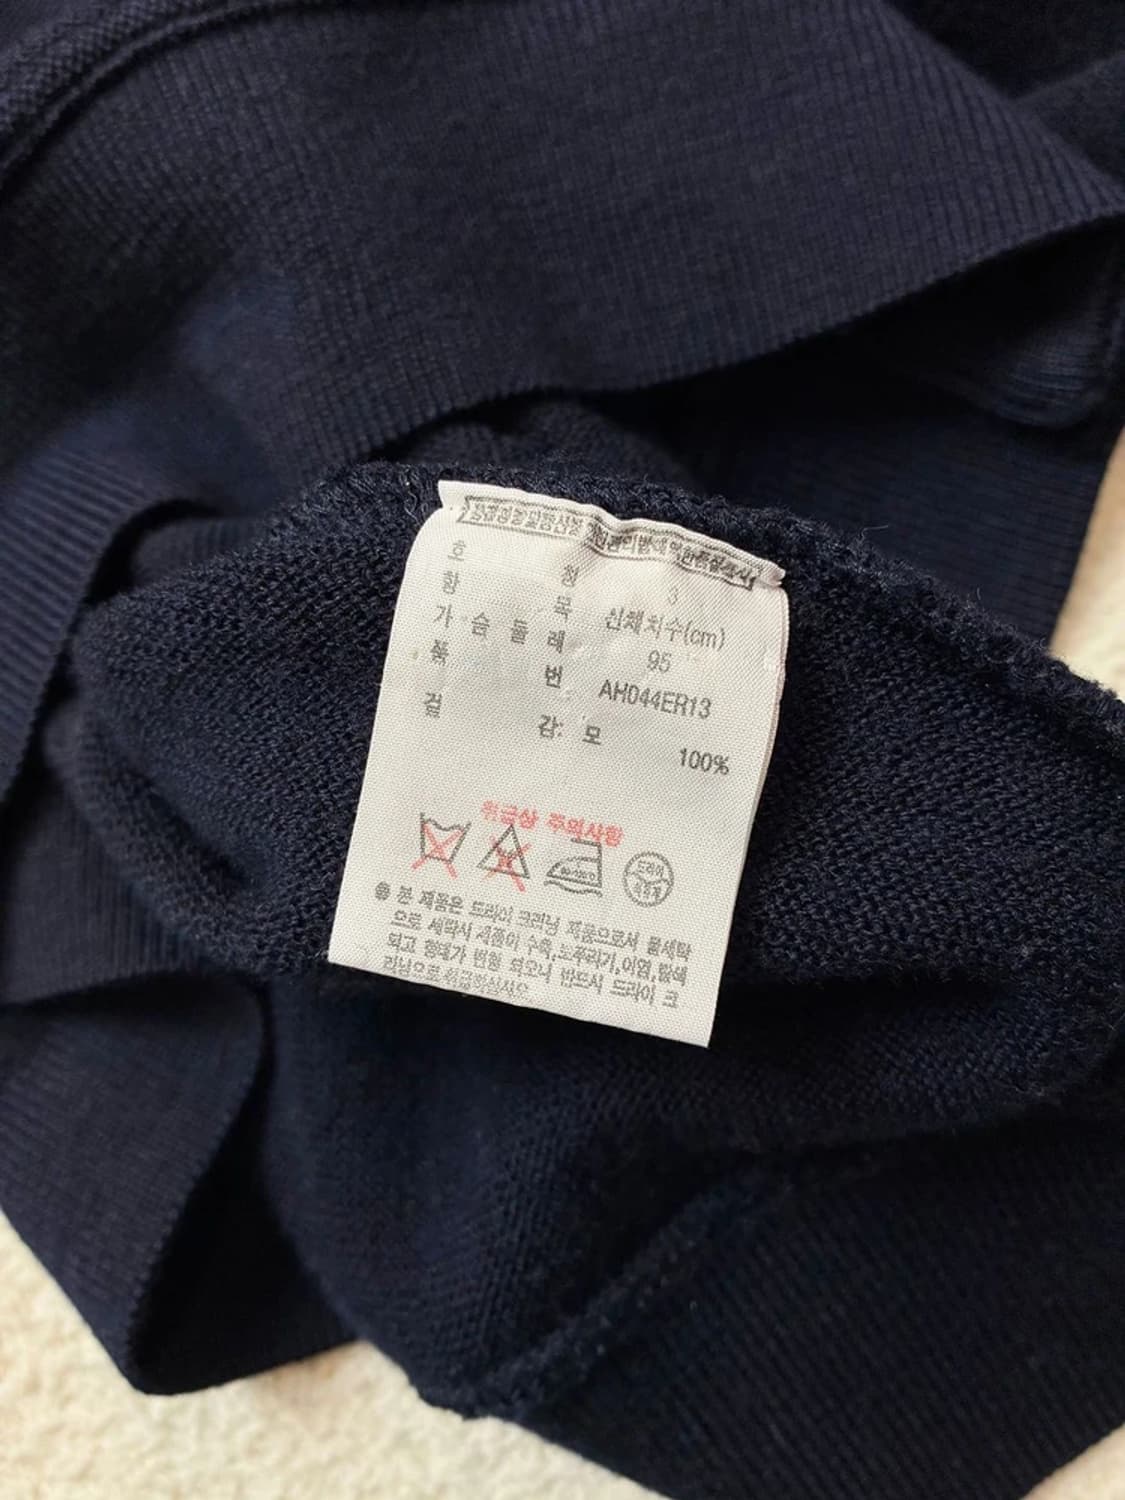 호 칭 3
항 목 신체치수(cm)
가 슴 둘 레 95
품 번 AH044ER13
겉 감: 모
100%
취급상 주의사항
드라이
본 제품은 드라이 크리닝 제품으로서 물세탁
으로 세탁시 제품이 수축,노후러기,이염,탈색
되고 형태가 변형 되오니 반드시 드라이 크
리닝으로 취급하십시오